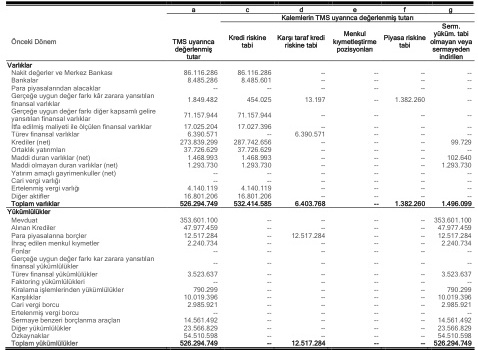 a c d e f g
Kalemlerin TMS uyarınca değerlenmiş tutarı
Önceki Dönem TMS uyarınca değerlenmiş tutar Kredi riskine tabi Karşı taraf kredi riskine tabi Menkul kıymetleştirme pozisyonları Piyasa riskine tabi Serm. yüküm. tabi olmayan veya sermayeden indirilen
Varlıklar
Nakit değerler ve Merkez Bankası 86.116.286 86.116.286 -- -- -- --
Bankalar 8.485.286 8.485.601 -- -- -- --
Para piyasalarından alacaklar -- -- -- -- -- --
Gerçeğe uygun değer farkı kâr zarara yansıtılan
finansal varlıklar 1.849.482 454.025 13.197 -- 1.382.260 --
Gerçeğe uygun değer farkı diğer kapsamlı gelire
yansıtılan finansal varlıklar 71.157.944 71.157.944 -- -- -- --
İtfa edilmiş maliyeti ile ölçülen finansal varlıklar 17.025.204 17.027.396 -- -- -- --
Türev finansal varlıklar 6.390.571 -- 6.390.571 -- -- --
Krediler (net) 273.839.299 287.742.656 -- -- -- 99.729
Ortaklık yatırımları 37.726.629 37.726.629 -- -- -- --
Maddi duran varlıklar (net) 1.468.993 1.468.993 -- -- -- 102.640
Maddi olmayan duran varlıklar (net) 1.293.730 1.293.730 -- -- -- 1.293.730
Yatırım amaçlı gayrimenkuller (net) -- -- -- -- -- --
Cari vergi varlığı -- -- -- -- -- --
Ertelenmiş vergi varlığı 4.140.119 4.140.119 -- -- -- --
Diğer aktifler 16.801.206 16.801.206 -- -- -- --
Toplam varlıklar 526.294.749 532.414.585 6.403.768 -- 1.382.260 1.496.099
Yükümlülükler
Mevduat 353.601.100 -- -- -- -- 353.601.100
Alınan Krediler 47.977.459 -- -- -- -- 47.977.459
Para piyasalarına borçlar 12.517.284 -- 12.517.284 -- -- 12.517.284
İhraç edilen menkul kıymetler 2.240.734 -- -- -- -- 2.240.734
Fonlar -- -- -- -- -- --
Gerçeğe uygun değer farkı kar zarara yansıtılan
finansal yükümlülükler -- -- -- -- -- --
Türev finansal yükümlülükler 3.523.637 -- -- -- -- 3.523.637
Faktoring yükümlülükleri -- -- -- -- -- --
Kiralama işlemlerinden yükümlülükler 790.299 -- -- -- -- 790.299
Karşılıklar 10.019.396 -- -- -- -- 10.019.396
Cari vergi borcu 2.985.921 -- -- -- -- 2.985.921
Ertelenmiş vergi borcu -- -- -- -- -- --
Sermaye benzeri borçlanma araçları 14.561.492 -- -- -- -- 14.561.492
Diğer yükümlülükler 23.566.829 -- -- -- -- 23.566.829
Özkaynaklar 54.510.598 -- -- -- -- 54.510.598
Toplam yükümlülükler 526.294.749 -- 12.517.284 -- -- 526.294.749